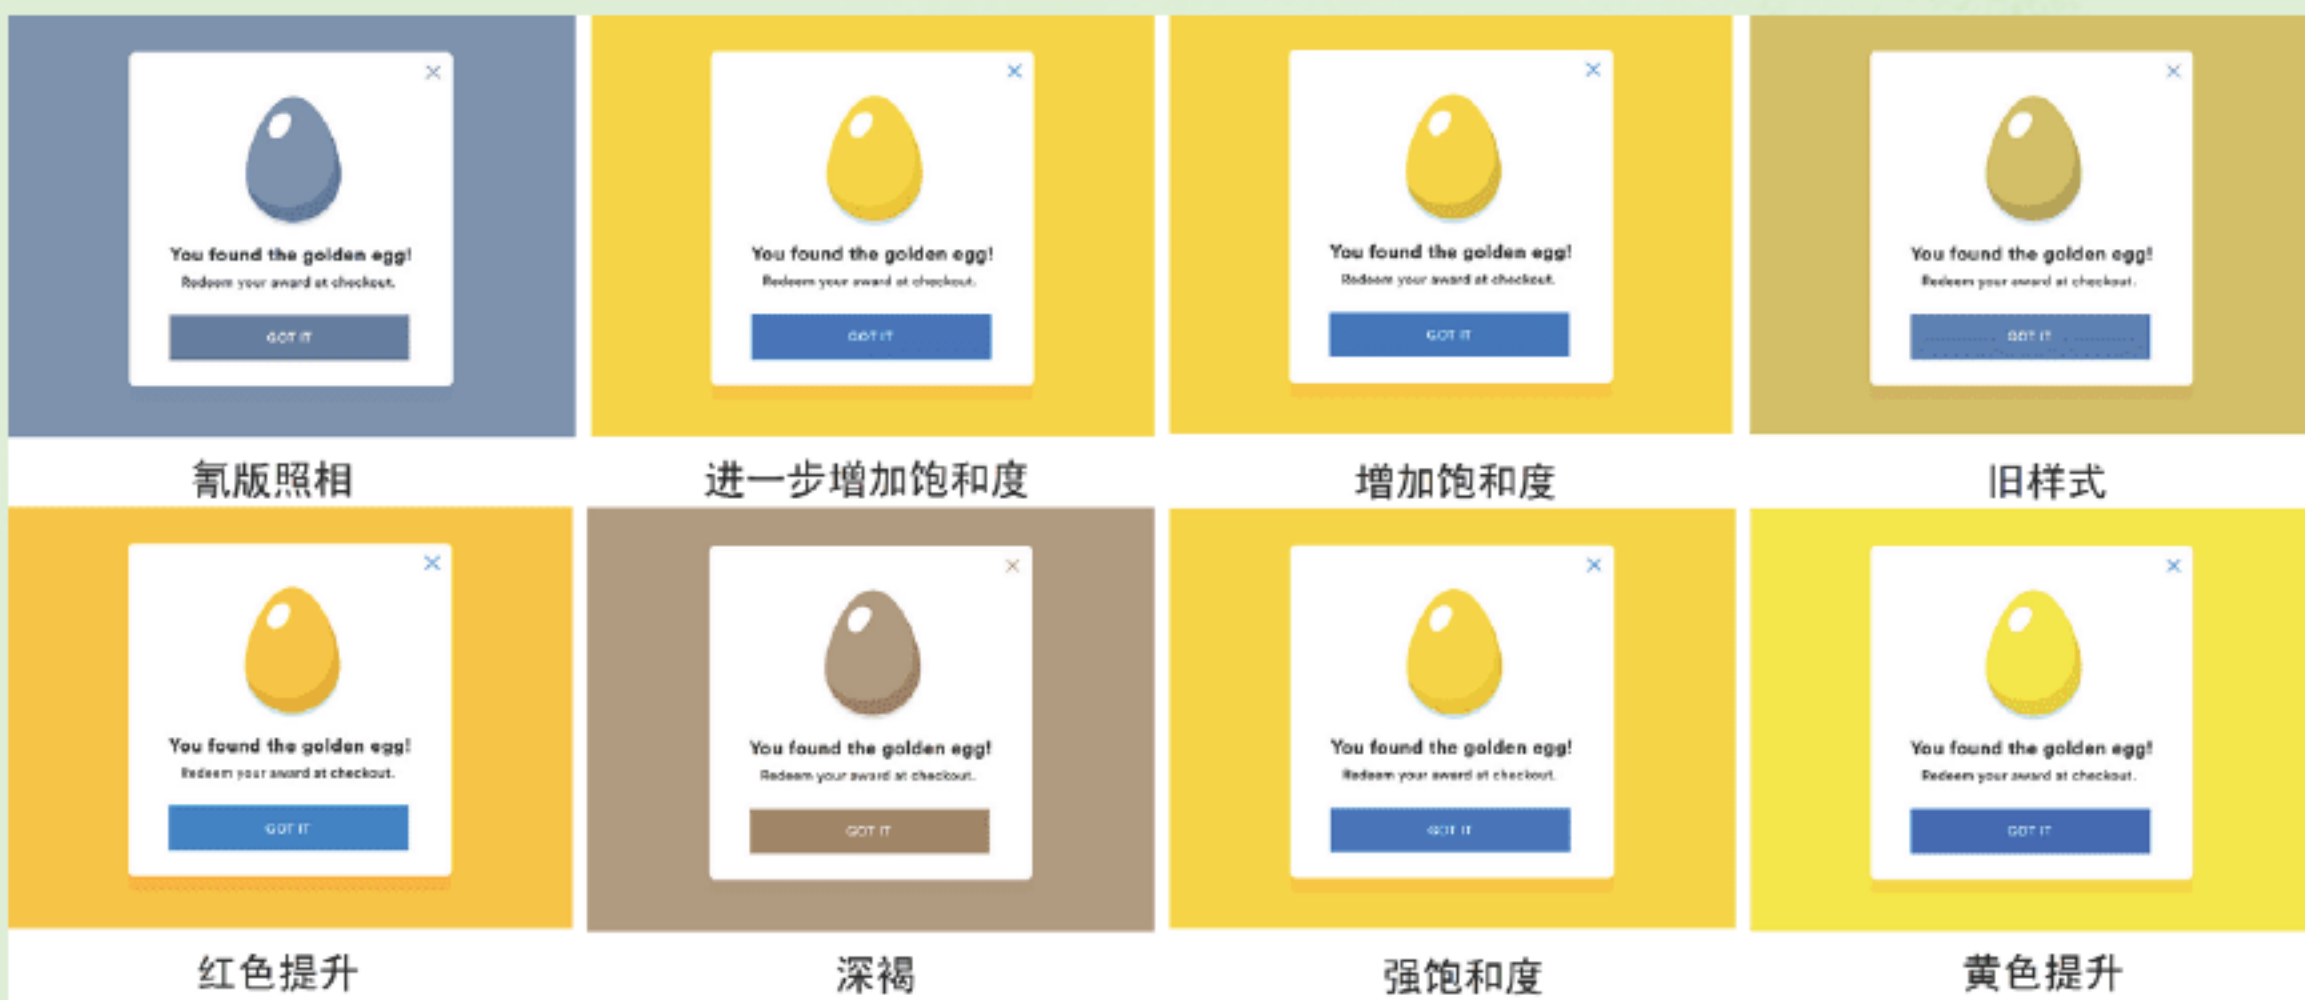 You found the golden egg!
Redeem your award at checkout.
GOT IT
氰版照相
You found the golden egg!
Redeem your award at checkout.
GOT IT
进一步增加饱和度
You found the golden egg!
Redeem your award at checkout.
GOT IT
增加饱和度
You found the golden egg!
Redeem your award at checkout.
GOT IT
旧样式
You found the golden egg!
Redeem your award at checkout.
GOT IT
红色提升
You found the golden egg!
Redeem your award at checkout.
GOT IT
深褐
You found the golden egg!
Redeem your award at checkout.
GOT IT
强饱和度
You found the golden egg!
Redeem your award at checkout.
GOT IT
黄色提升